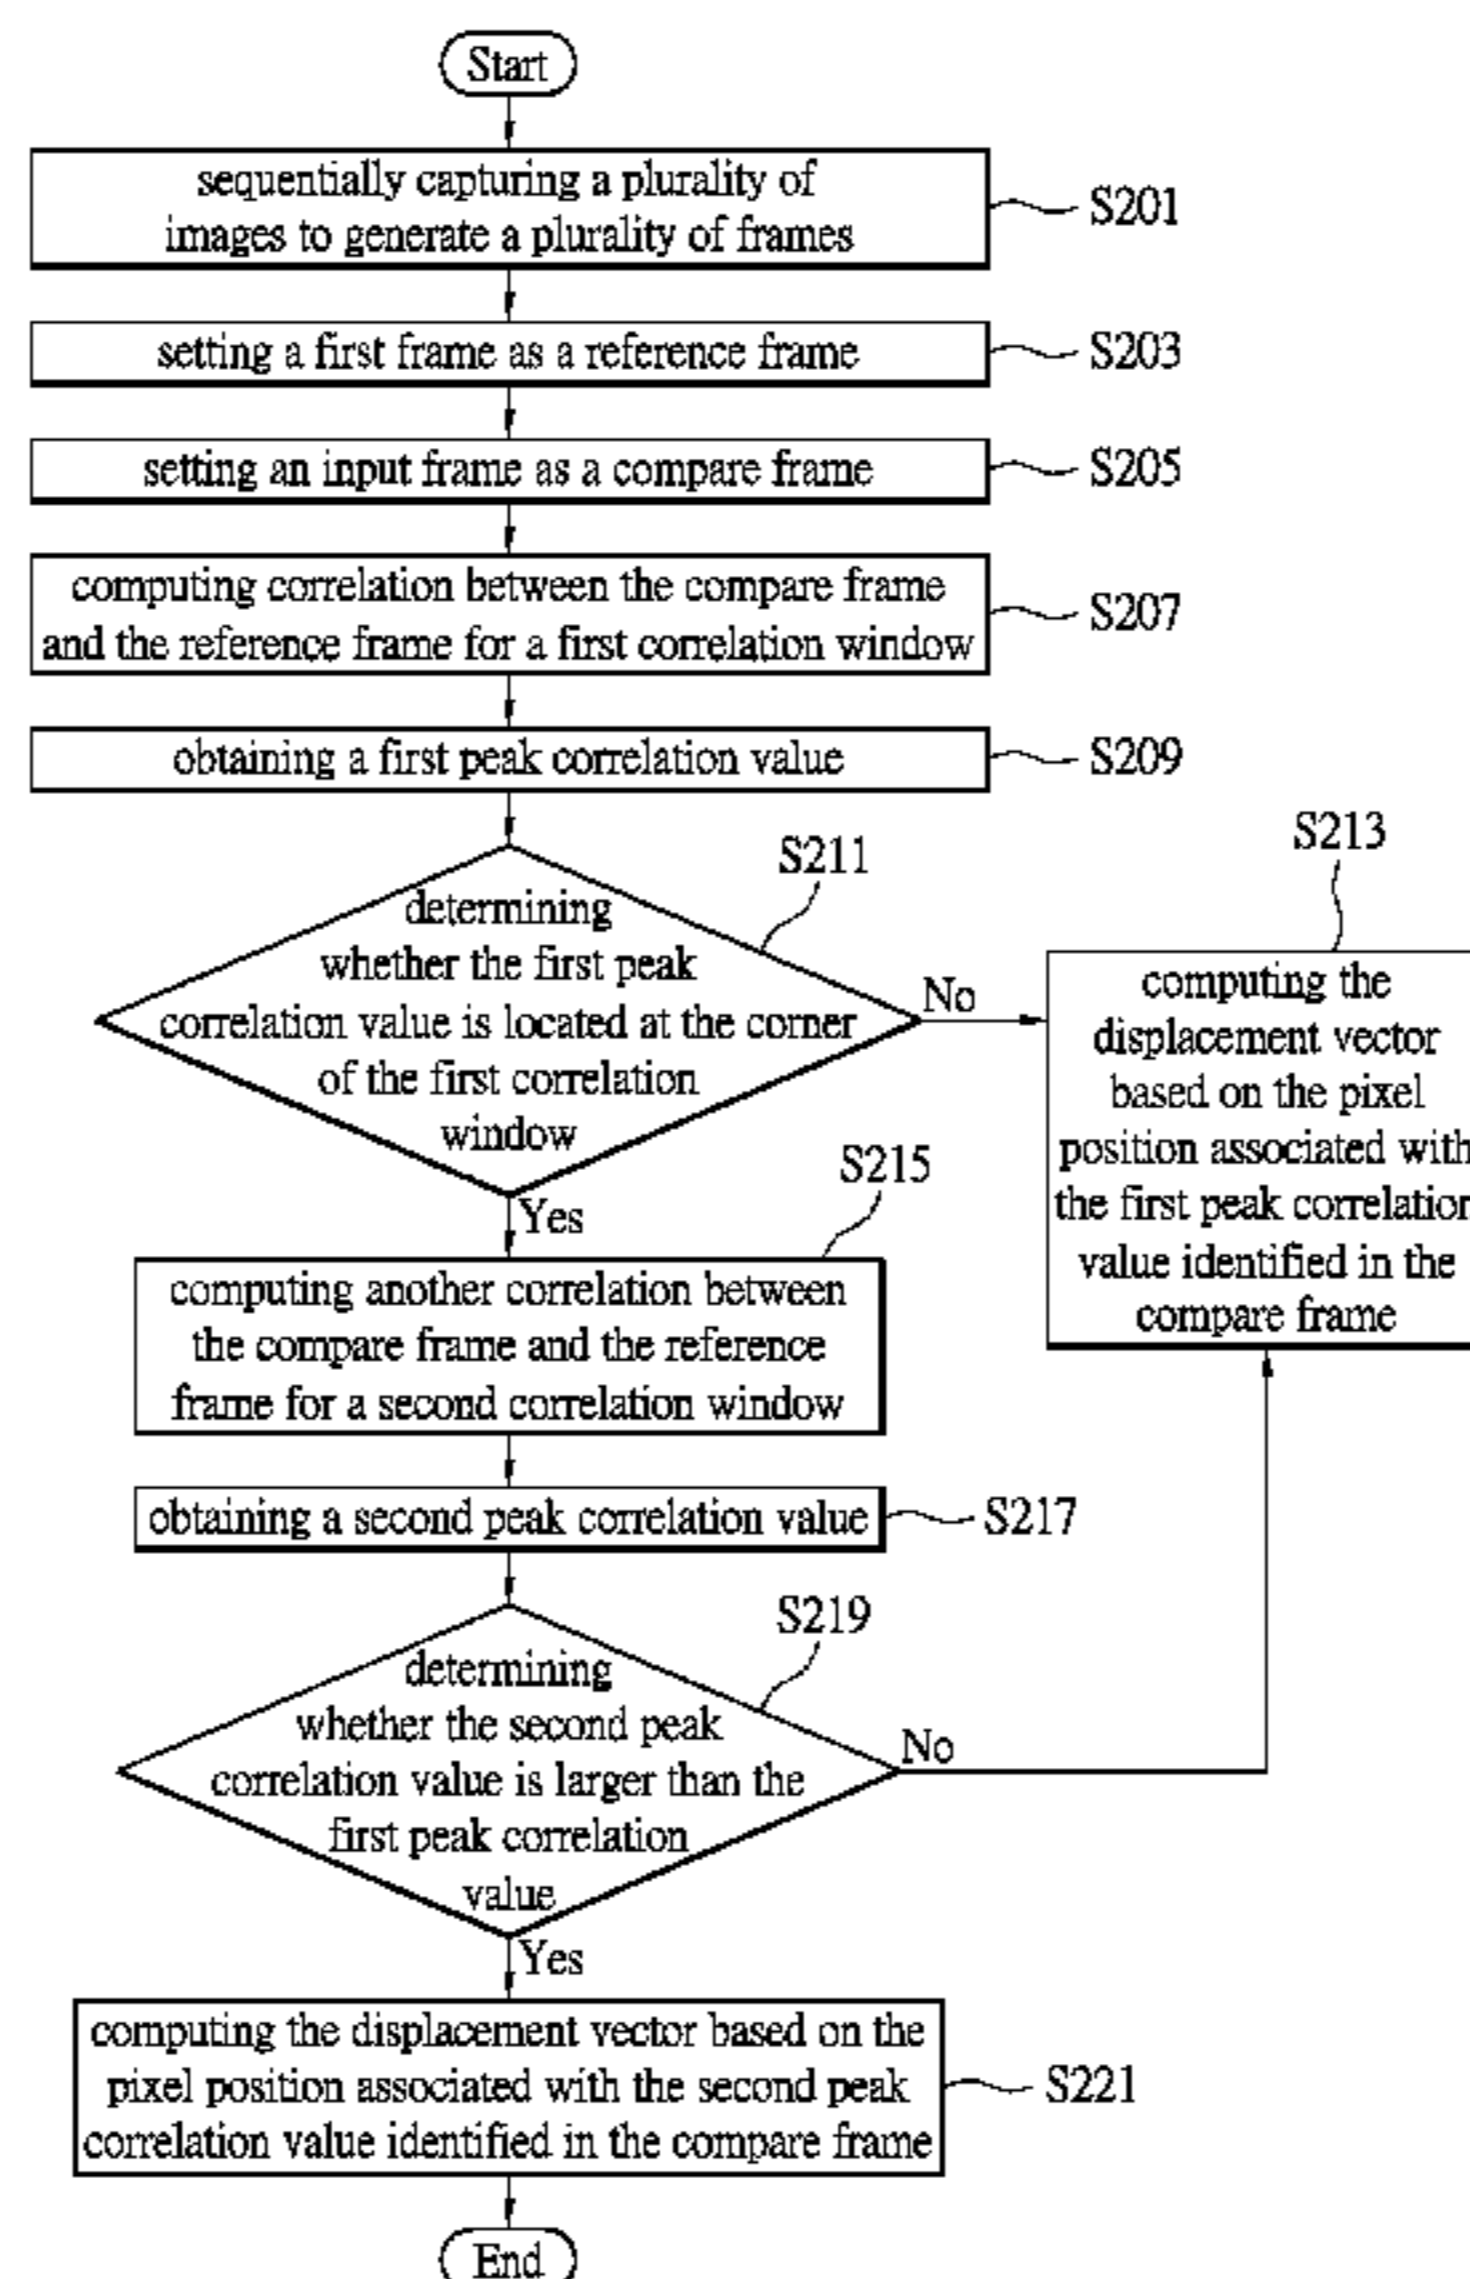 Start
sequentially capturing a plurality of
images to generate a plurality of frames
S201
setting a first frame as a reference frame
S203
setting an input frame as a compare frame
S205
computing correlation between the compare frame
and the reference frame for a first correlation window
S207
obtaining a first peak correlation value
S209
S211
determining
whether the first peak
correlation value is located at the corner
of the first correlation
window
No
S213
computing the
displacement vector
based on the pixel
position associated with
the first peak correlation
value identified in the
compare frame
Yes
S215
computing another correlation between
the compare frame and the reference
frame for a second correlation window
obtaining a second peak correlation value
S217
S219
determining
whether the second peak
correlation value is larger than the
first peak correlation
value
No
Yes
computing the displacement vector based on the
pixel position associated with the second peak
correlation value identified in the compare frame
S221
End